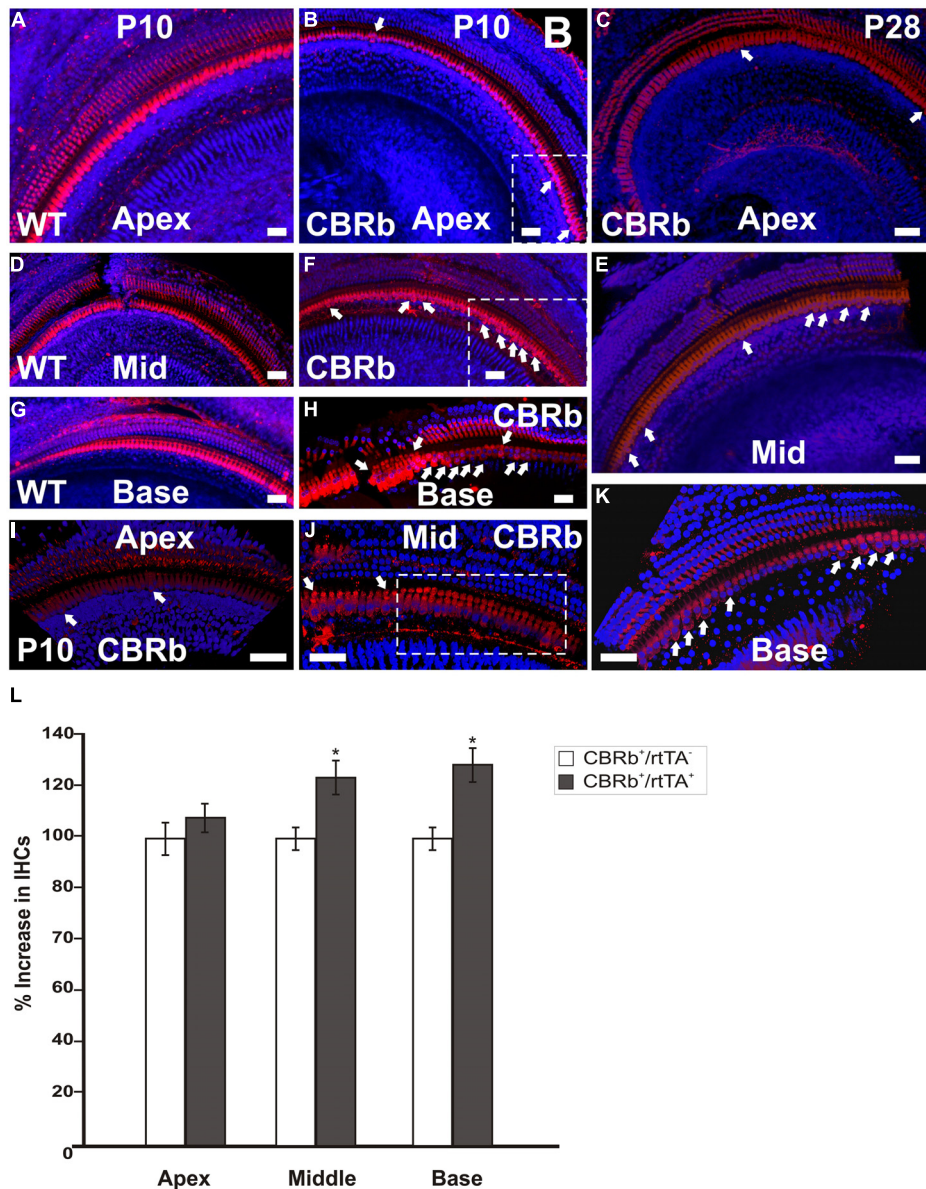 A P10
B P10 B
C P28
WT Apex
CBRb Apex
CBRb Apex
D
WT Mid
F
CBRb
E
Mid
G
WT Base
H CBRb
Base
I Apex
P10 CBRb
J Mid CBRb
K
Base
L
140
120
100
80
70
60
40
20
0
% Increase in IHCs
* *
CBRb+/rtTA-
CBRb+/rtTA+
Apex Middle Base